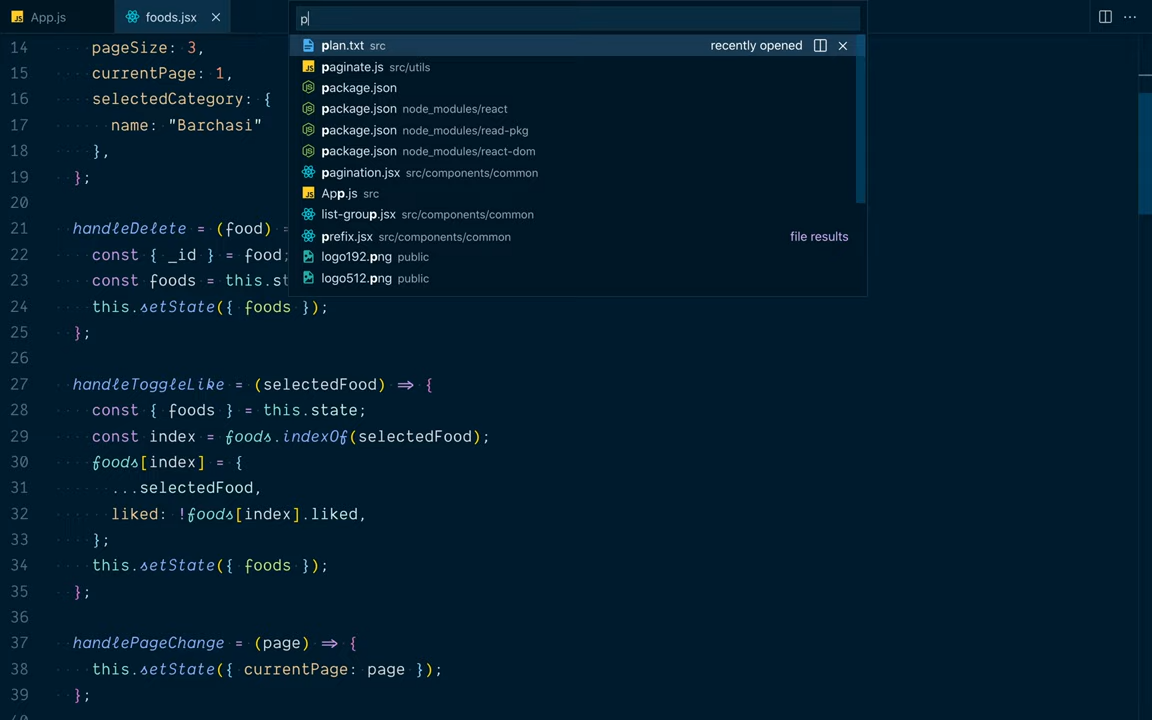 App.js
foods.jsx
p
plan.txt src recently opened
paginate.js src/utils
package.json
package.json node_modules/react
package.json node_modules/read-pkg
package.json node_modules/react-dom
pagination.jsx src/components/common
App.js src
list-group.jsx src/components/common
prefix.jsx src/components/common file results
logo192.png public
logo512.png public
14 pageSize: 3,
15 currentPage: 1,
16 selectedCategory: {
17 name: "Barchasi"
18 },
19 };
20
21 handleDelete = (food) =
22 const { _id } = food;
23 const foods = this.st
24 this.setState({ foods });
25 };
26
27 handleToggleLike = (selectedFood) => {
28 const { foods } = this.state;
29 const index = foods.indexOf(selectedFood);
30 foods[index] = {
31 ...selectedFood,
32 liked: !foods[index].liked,
33 };
34 this.setState({ foods });
35 };
36
37 handlePageChange = (page) => {
38 this.setState({ currentPage: page });
39 };